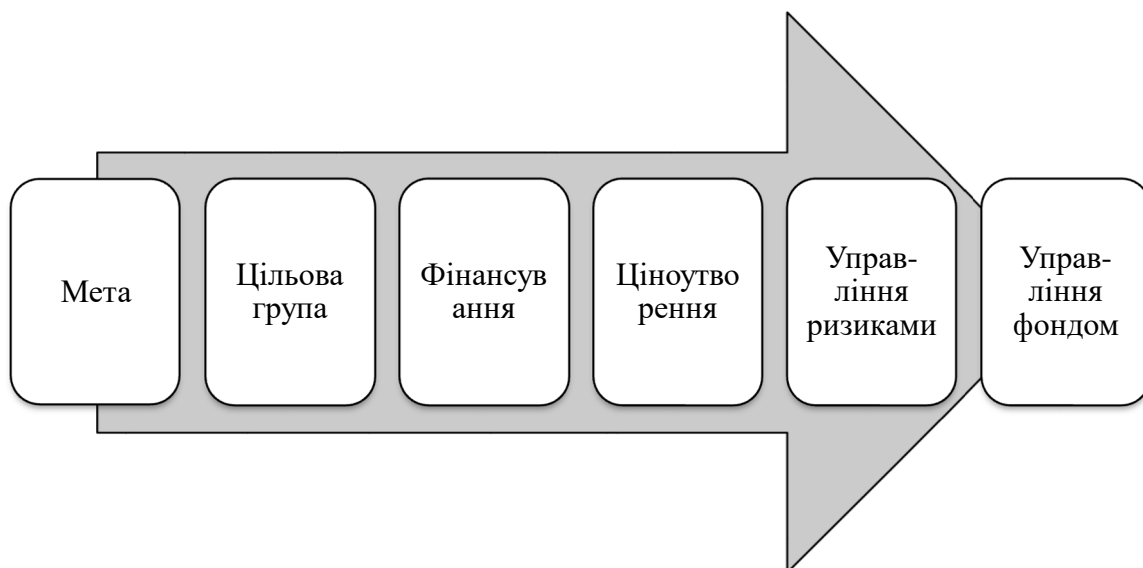 Мета
Цільова
група
Фінансув
ання
Ціноутво
рення
Управ-
ління
ризиками
Управ-
ління
фондом